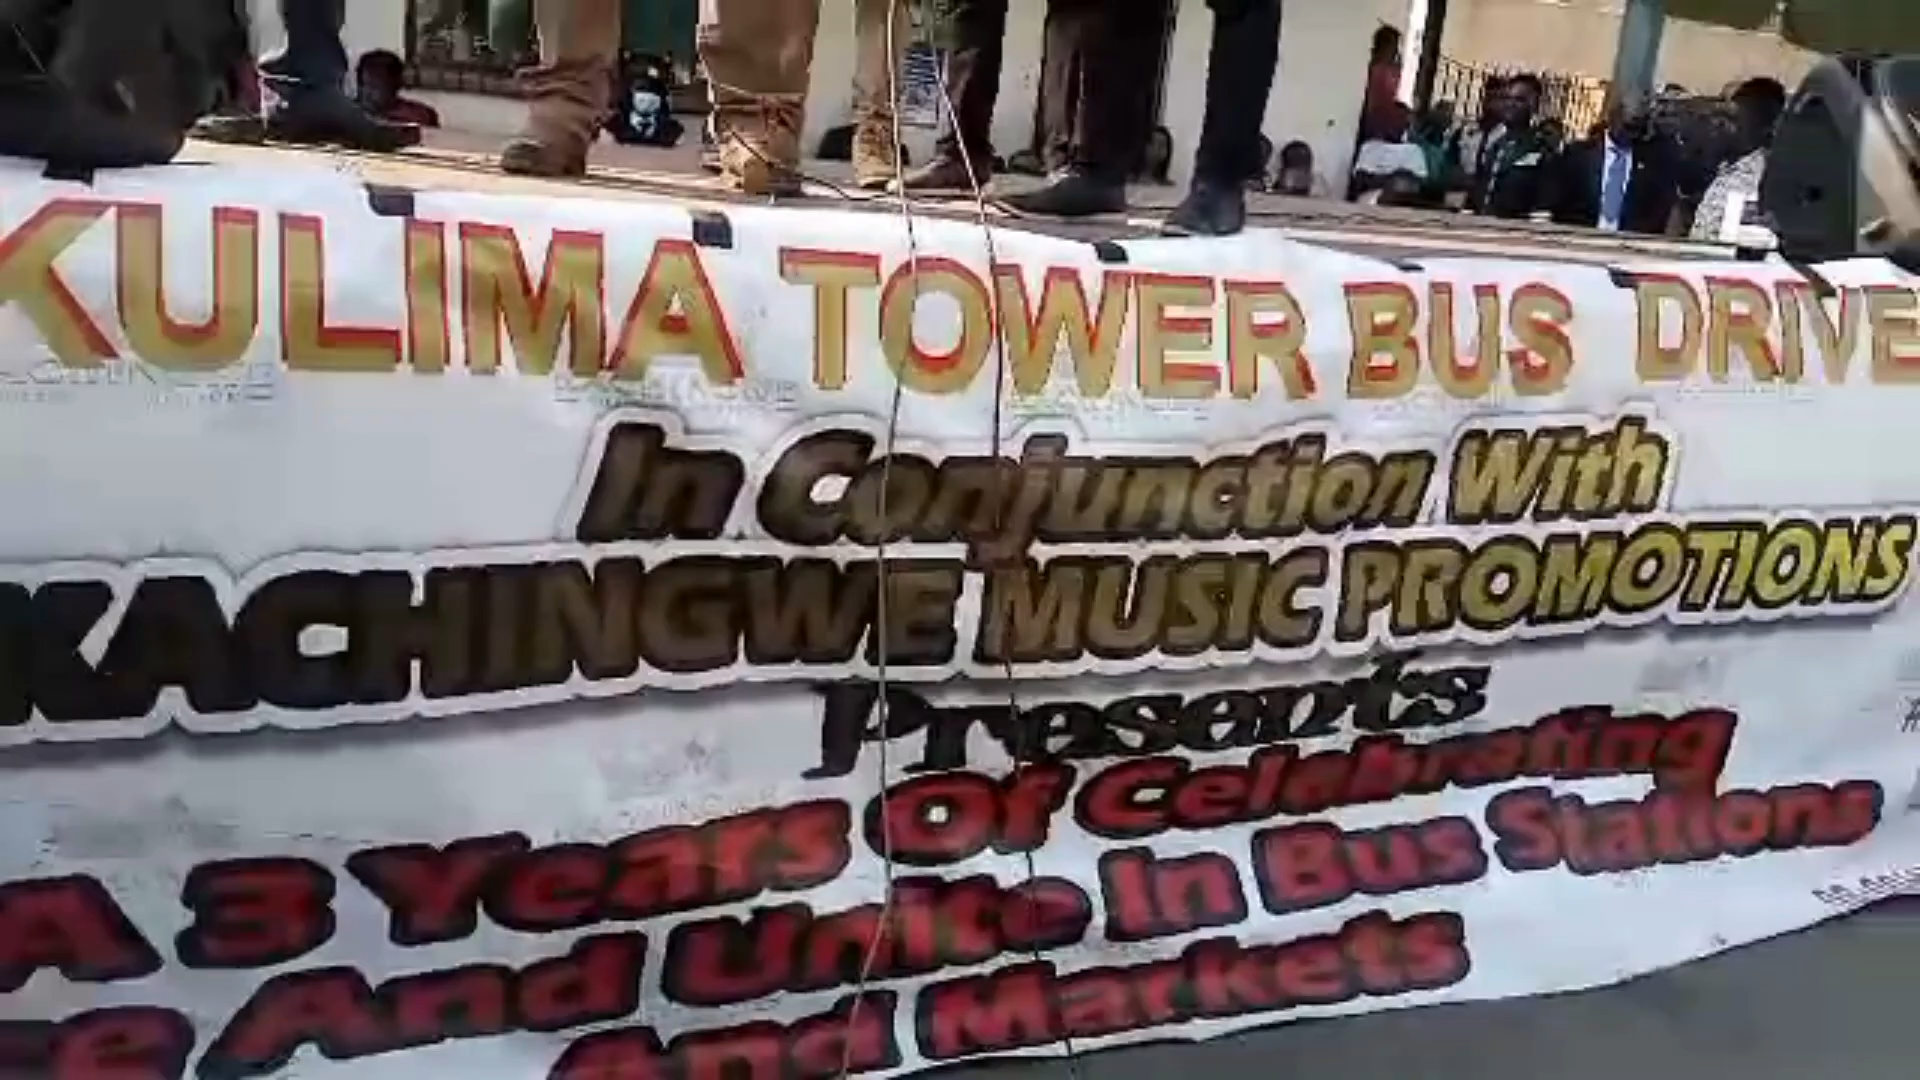 KULIMA TOWER BUS DRIVE
In Conjunction With
KACHINGWE MUSIC PROMOTIONS
Presents
A 3 Years Of Celebrating
e And Unite In Bus Stations
And Markets